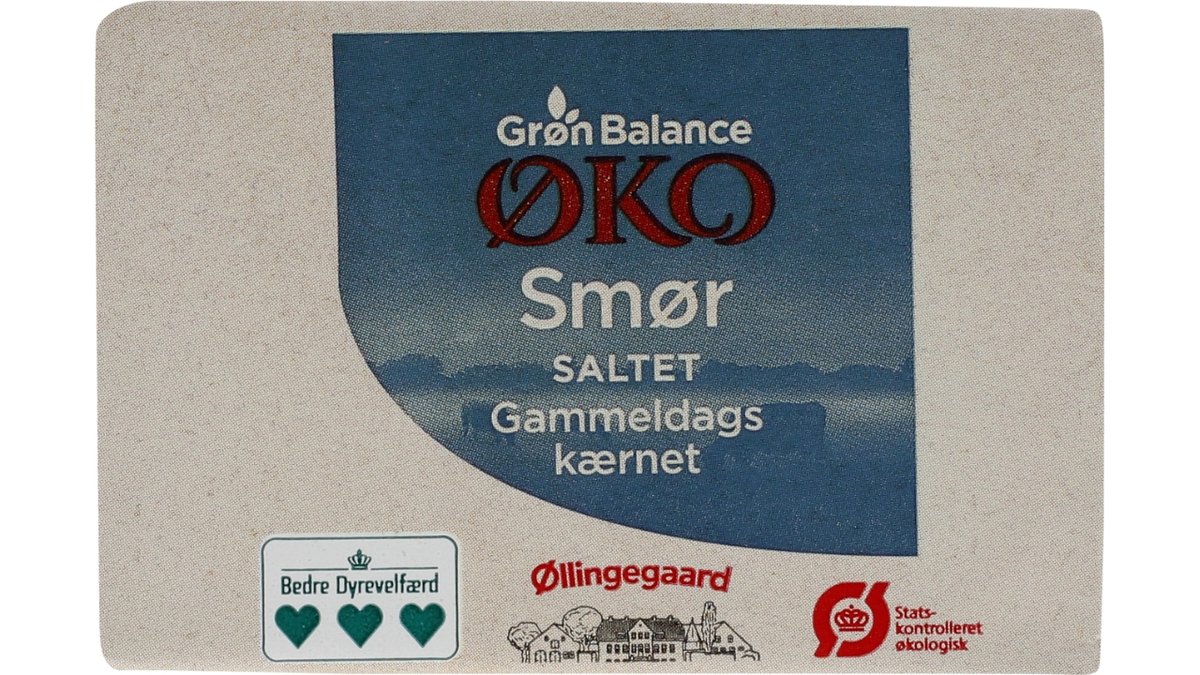 Grøn Balance
ØKO
Smør
SALTET
Gammeldags
kærnet
Bedre Dyrevelfærd
Øllingegaard
Ø
Stats-
kontrolleret
økologisk